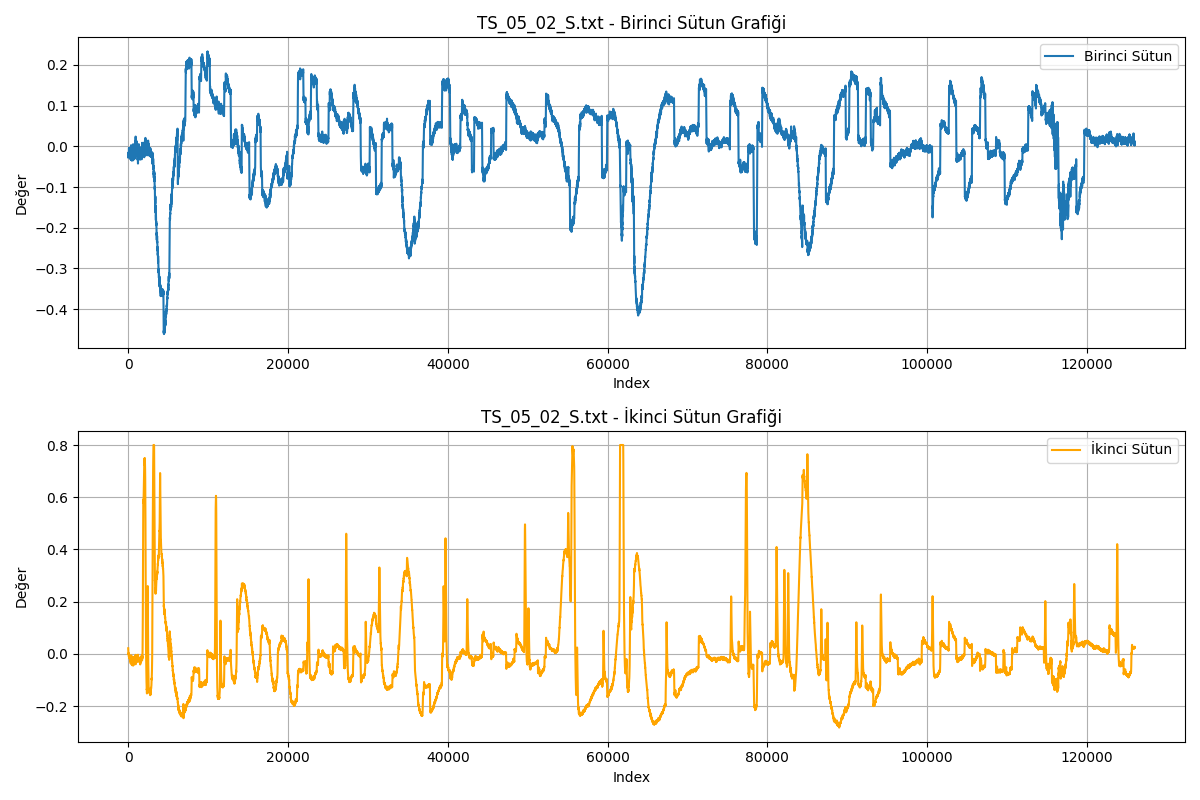 TS_05_02_S.txt - Birinci Sütun Grafiği
Birinci Sütun
Değer
0.2
0.1
0.0
−0.1
−0.2
−0.3
−0.4
0 20000 40000 60000 80000 100000 120000
Index
TS_05_02_S.txt - İkinci Sütun Grafiği
İkinci Sütun
Değer
0.8
0.6
0.4
0.2
0.0
−0.2
0 20000 40000 60000 80000 100000 120000
Index